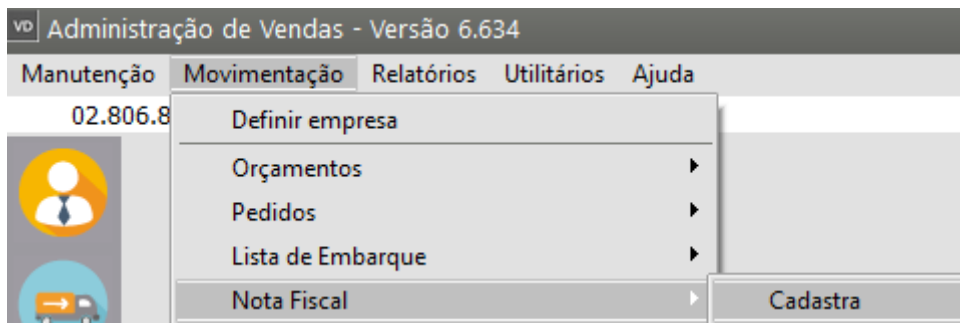 VD Administração de Vendas - Versão 6.634
Manutenção Movimentação Relatórios Utilitários Ajuda
02.806.8
Definir empresa
Orçamentos
Pedidos
Lista de Embarque
Nota Fiscal Cadastra